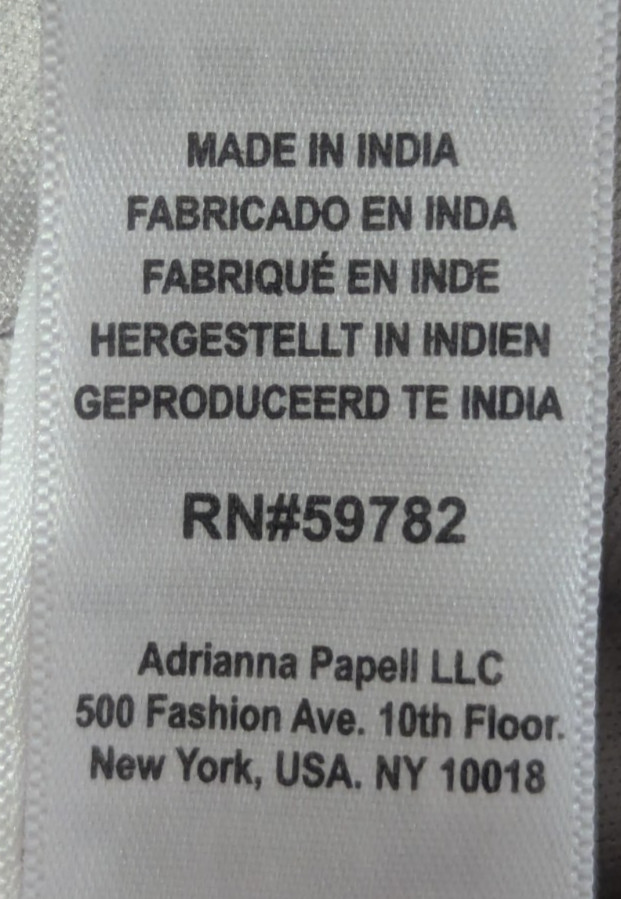 MADE IN INDIA
FABRICADO EN INDA
FABRIQUÉ EN INDE
HERGESTELLT IN INDIEN
GEPRODUCEERD TE INDIA
RN#59782
Adrianna Papell LLC
500 Fashion Ave. 10th Floor.
New York, USA. NY 10018